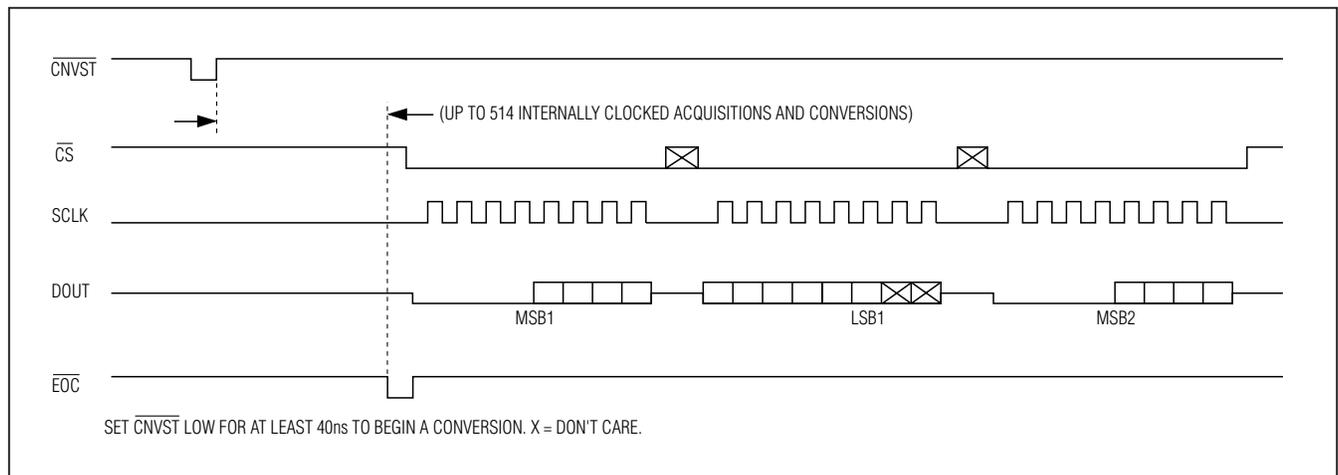 CNVST
(UP TO 514 INTERNALLY CLOCKED ACQUISITIONS AND CONVERSIONS)
CS
SCLK
DOUT
MSB1
LSB1
MSB2
EOC
SET CNVST LOW FOR AT LEAST 40ns TO BEGIN A CONVERSION. X = DON'T CARE.